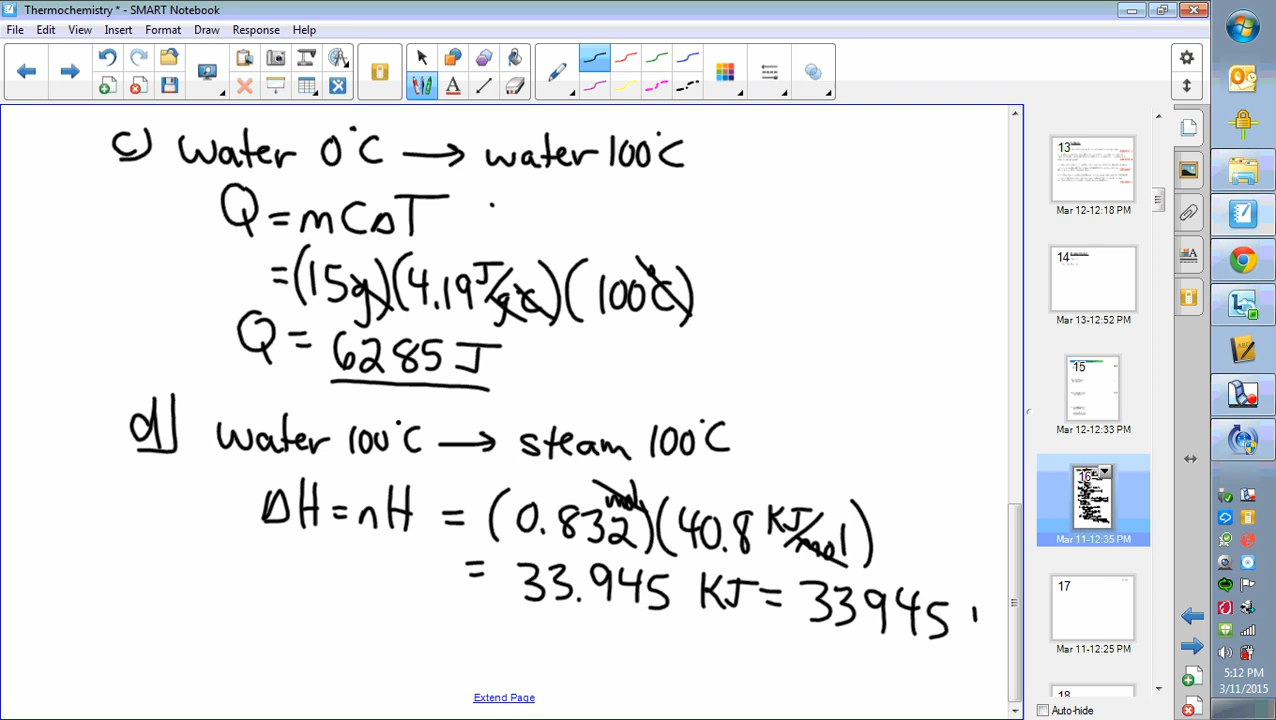 Thermochemistry * - SMART Notebook
File Edit View Insert Format Draw Response Help
c) Water 0°C → water 100°C
Q = mCΔT
= (15g)(4.19 J/g°C)(100°C)
Q = 6285 J
d) Water 100°C → steam 100°C
ΔH = nH = (0.832 mol)(40.8 KJ/mol)
= 33.945 KJ = 33945
Extend Page
13
Mar 12-12:18 PM
14
Mar 13-12:52 PM
15
Mar 12-12:33 PM
16
Mar 11-12:35 PM
17
Mar 11-12:25 PM
18
Auto-hide
5:12 PM
3/11/2015